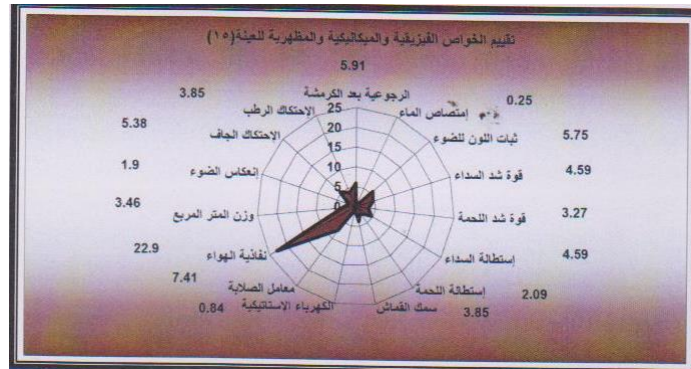 تقييم الخواص الفيزيقية والميكانيكية والمظهرية للعينة(١٥)
5.91
الرجوعية بعد الكرمشة
0.25
إمتصاص الماء
5.75
ثبات اللون للضوء
4.59
قوة شد السداء
3.27
قوة شد اللحمة
4.59
إستطالة السداء
2.09
إستطالة اللحمة
3.85
سمك القماش
0.84
الكهرباء الاستاتيكية
7.41
معامل الصلابة
22.9
نفاذية الهواء
3.46
وزن المتر المربع
1.9
إنعكاس الضوء
5.38
الاحتكاك الجاف
3.85
الاحتكاك الرطب
25
20
15
10
5
0